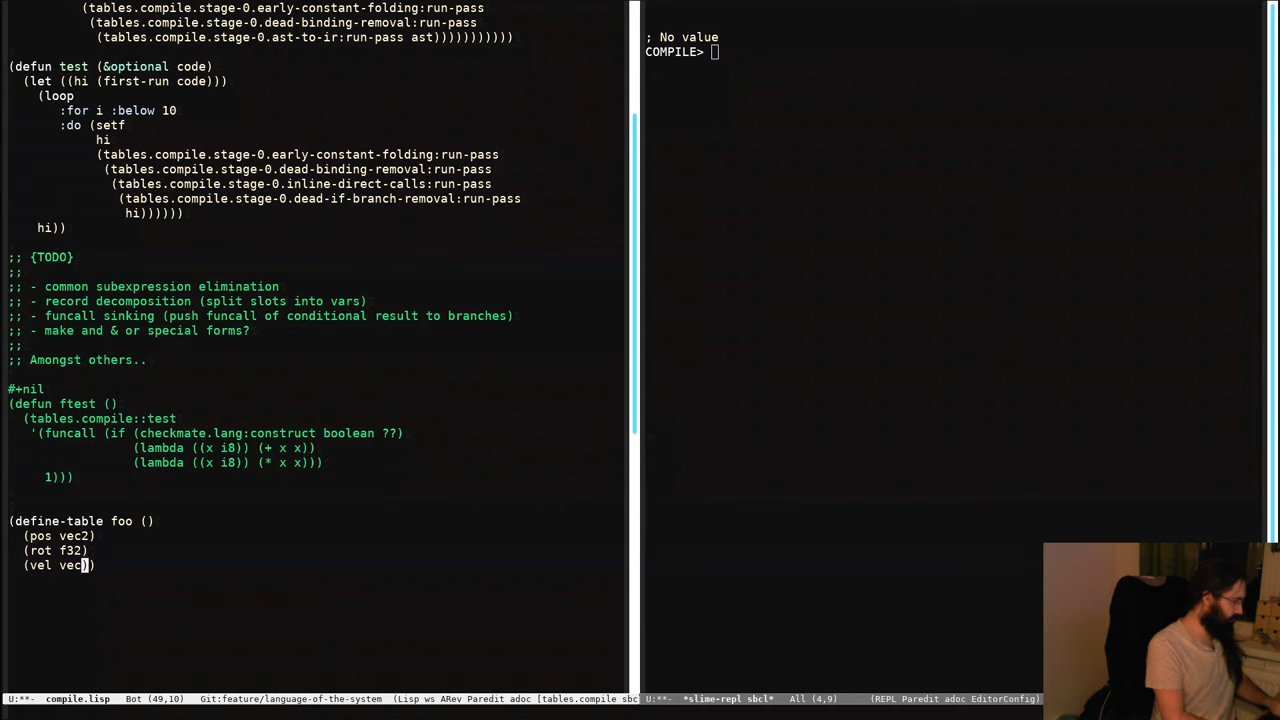 (tables.compile.stage-0.early-constant-folding:run-pass
(tables.compile.stage-0.dead-binding-removal:run-pass
(tables.compile.stage-0.ast-to-ir:run-pass ast)))))))))))
(defun test (&optional code)
(let ((hi (first-run code)))
(loop
:for i :below 10
:do (setf
hi
(tables.compile.stage-0.early-constant-folding:run-pass
(tables.compile.stage-0.dead-binding-removal:run-pass
(tables.compile.stage-0.inline-direct-calls:run-pass
(tables.compile.stage-0.dead-if-branch-removal:run-pass
hi))))))
hi))
;; {TODO}
;;
;; - common subexpression elimination
;; - record decomposition (split slots into vars)
;; - funcall sinking (push funcall of conditional result to branches)
;; - make and & or special forms?
;;
;; Amongst others..
#+nil
(defun ftest ()
(tables.compile::test
'(funcall (if (checkmate.lang:construct boolean ??)
(lambda ((x i8)) (+ x x))
(lambda ((x i8)) (* x x)))
1)))
(define-table foo ()
(pos vec2)
(rot f32)
(vel vec))
U:**- compile.lisp Bot (49,10) Git:feature/language-of-the-system (Lisp ws ARev Paredit adoc [tables.compile sbc
; No value
COMPILE>
U:**- *slime-repl sbcl* All (4,9) (REPL Paredit adoc EditorConfig)